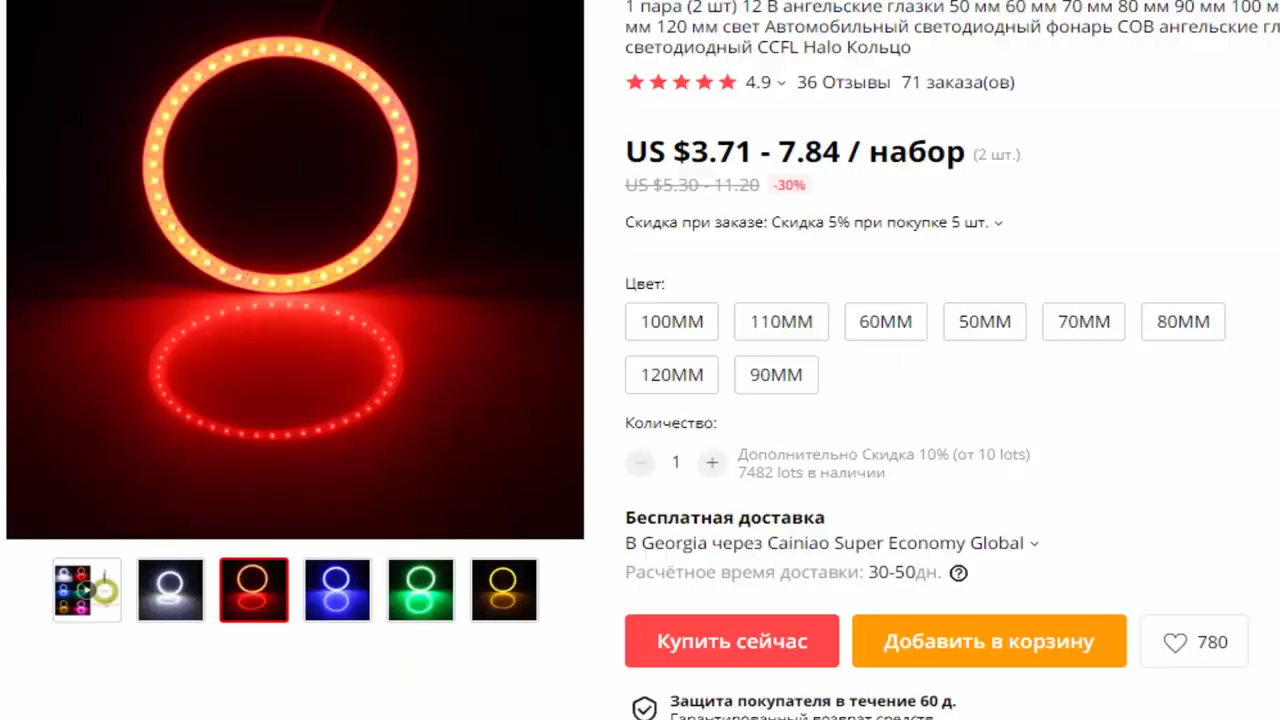 1 пара (2 шт) 12 В ангельские глазки 50 мм 60 мм 70 мм 80 мм 90 мм 100 м
мм 120 мм свет Автомобильный светодиодный фонарь COB ангельские гл
светодиодный CCFL Halo Кольцо
4.9 36 Отзывы 71 заказа(ов)
US $3.71 - 7.84 / набор (2 шт.)
US $5.30 - 11.20 -30%
Скидка при заказе: Скидка 5% при покупке 5 шт.
Цвет:
100MM 110MM 60MM 50MM 70MM 80MM
120MM 90MM
Количество:
1 + Дополнительно Скидка 10% (от 10 lots)
7482 lots в наличии
Бесплатная доставка
В Georgia через Cainiao Super Economy Global
Расчётное время доставки: 30-50дн. ?
Купить сейчас Добавить в корзину 780
Защита покупателя в течение 60 д.
Гарантированный возврат средств